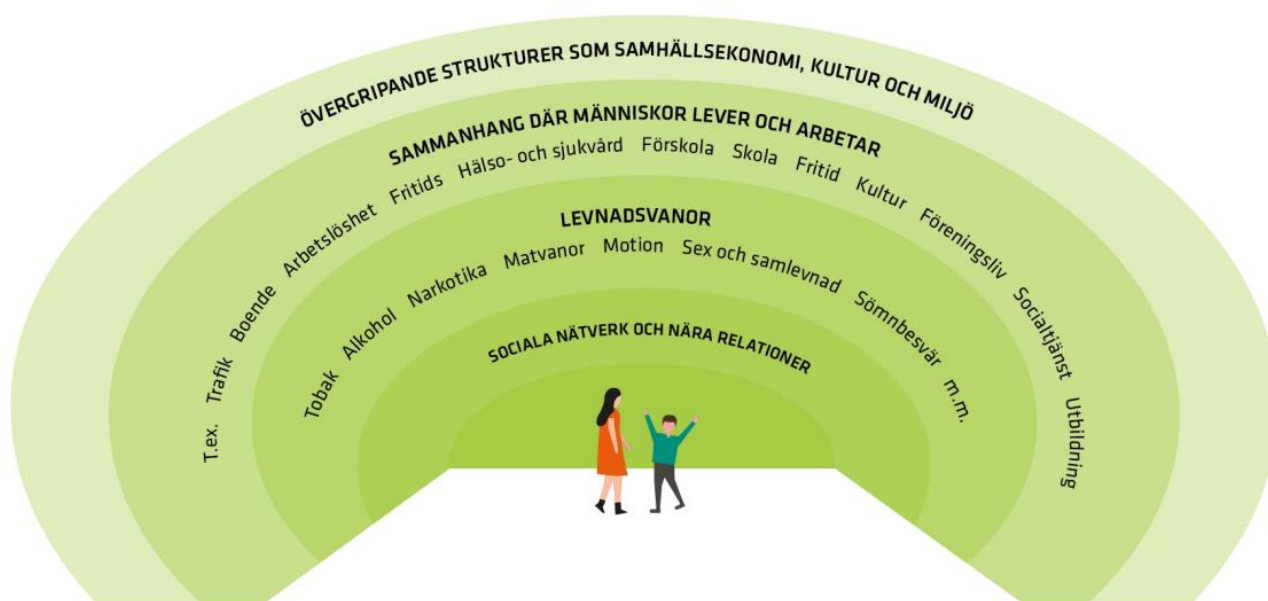 ÖVERGRIPANDE STRUKTURER SOM SAMHÄLLSEKONOMI, KULTUR OCH MILJÖ
SAMMANHANG DÄR MÄNNISKOR LEVER OCH ARBETAR
T.ex. Trafik Boende Arbetslöshet Fritids Hälso- och sjukvård Förskola Skola Fritid Kultur Föreningsliv Socialtjänst Utbildning
LEVNADSVANOR
Tobak Alkohol Narkotika Matvanor Motion Sex och samlevnad Sömnbesvär m.m.
SOCIALA NÄTVERK OCH NÄRA RELATIONER